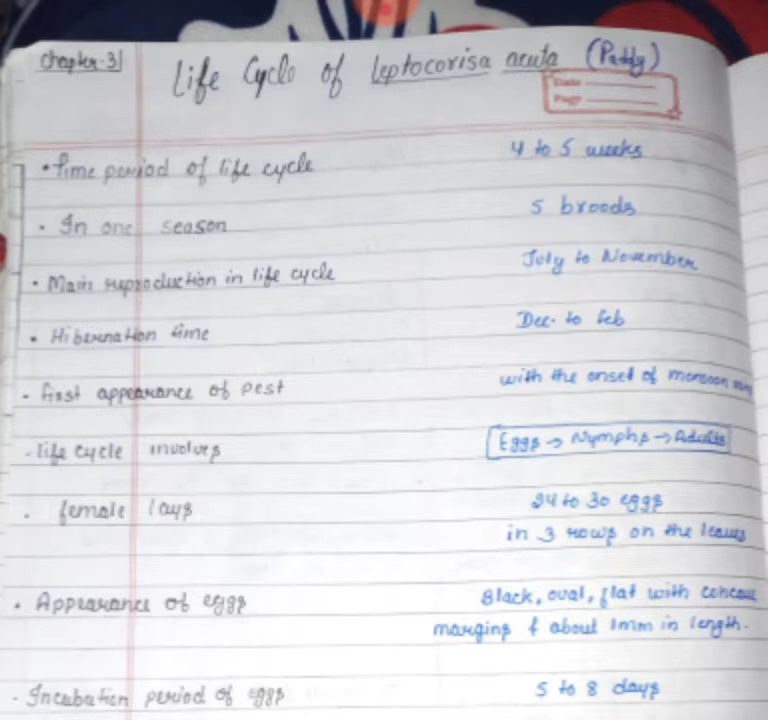 Chapter-3
Life Cycle of Leptocorisa acuta (Paddy)
Date
Page
• Time period of life cycle 4 to 5 weeks
• In one season 5 broods
• Main reproduction in life cycle July to November
• Hibernation time Dec. to Feb
- First appearance of pest with the onset of monsoon
- life cycle involves Eggs → Nymphs → Adults
. female lays 24 to 30 eggs
in 3 rows on the leaves
• Appearance of eggs Black, oval, flat with concave
margins & about 1mm in length.
- Incubation period of eggs 5 to 8 days